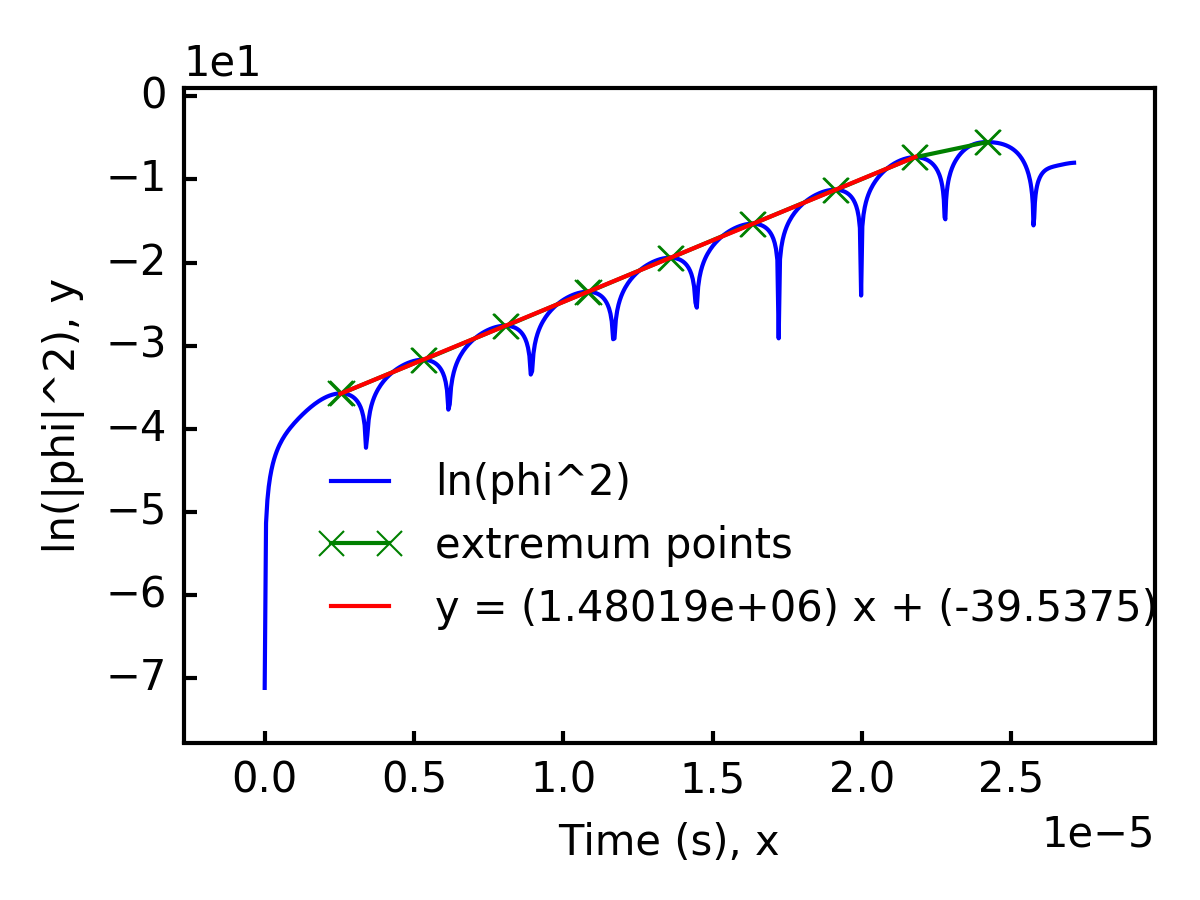 1e1
0
−1
−2
−3
−4
−5
−6
−7
ln(|phi|^2), y
ln(phi^2)
extremum points
y = (1.48019e+06) x + (-39.5375)
0.0 0.5 1.0 1.5 2.0 2.5
1e−5
Time (s), x